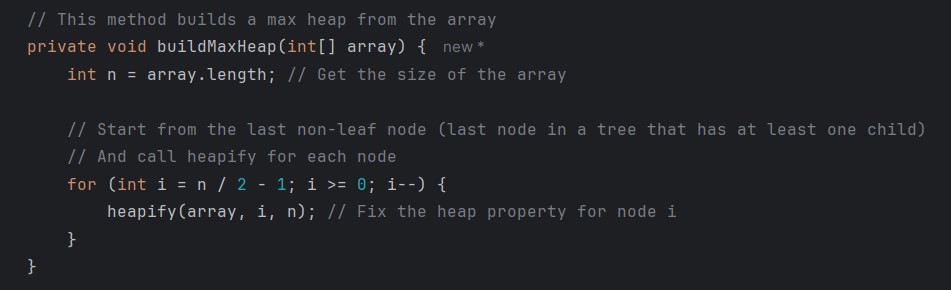 // This method builds a max heap from the array
private void buildMaxHeap(int[] array) { new *
int n = array.length; // Get the size of the array
// Start from the last non-leaf node (last node in a tree that has at least one child)
// And call heapify for each node
for (int i = n / 2 - 1; i >= 0; i--) {
heapify(array, i, n); // Fix the heap property for node i
}
}